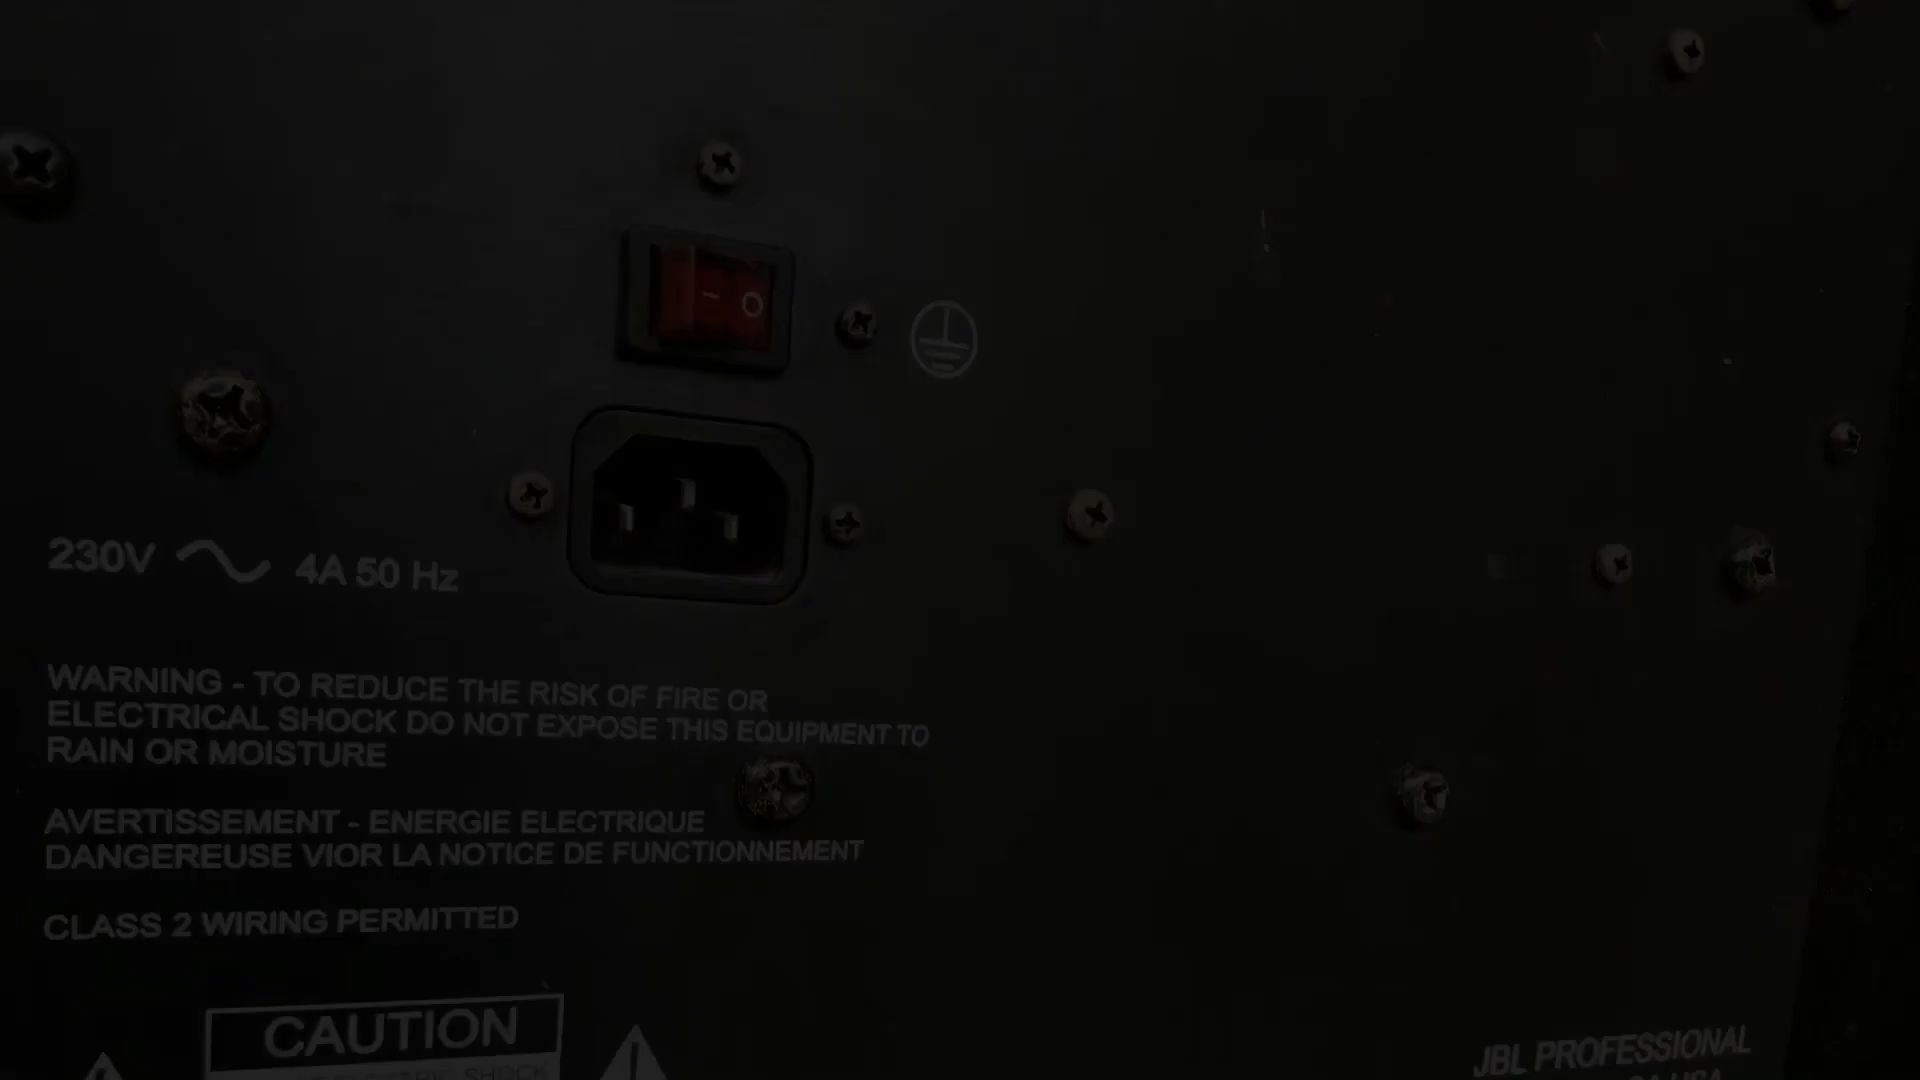 - O
230V 4A 50 Hz
WARNING - TO REDUCE THE RISK OF FIRE OR
ELECTRICAL SHOCK DO NOT EXPOSE THIS EQUIPMENT TO
RAIN OR MOISTURE
AVERTISSEMENT - ENERGIE ELECTRIQUE
DANGEREUSE VIOR LA NOTICE DE FUNCTIONNEMENT
CLASS 2 WIRING PERMITTED
CAUTION
SHOCK
JBL PROFESSIONAL